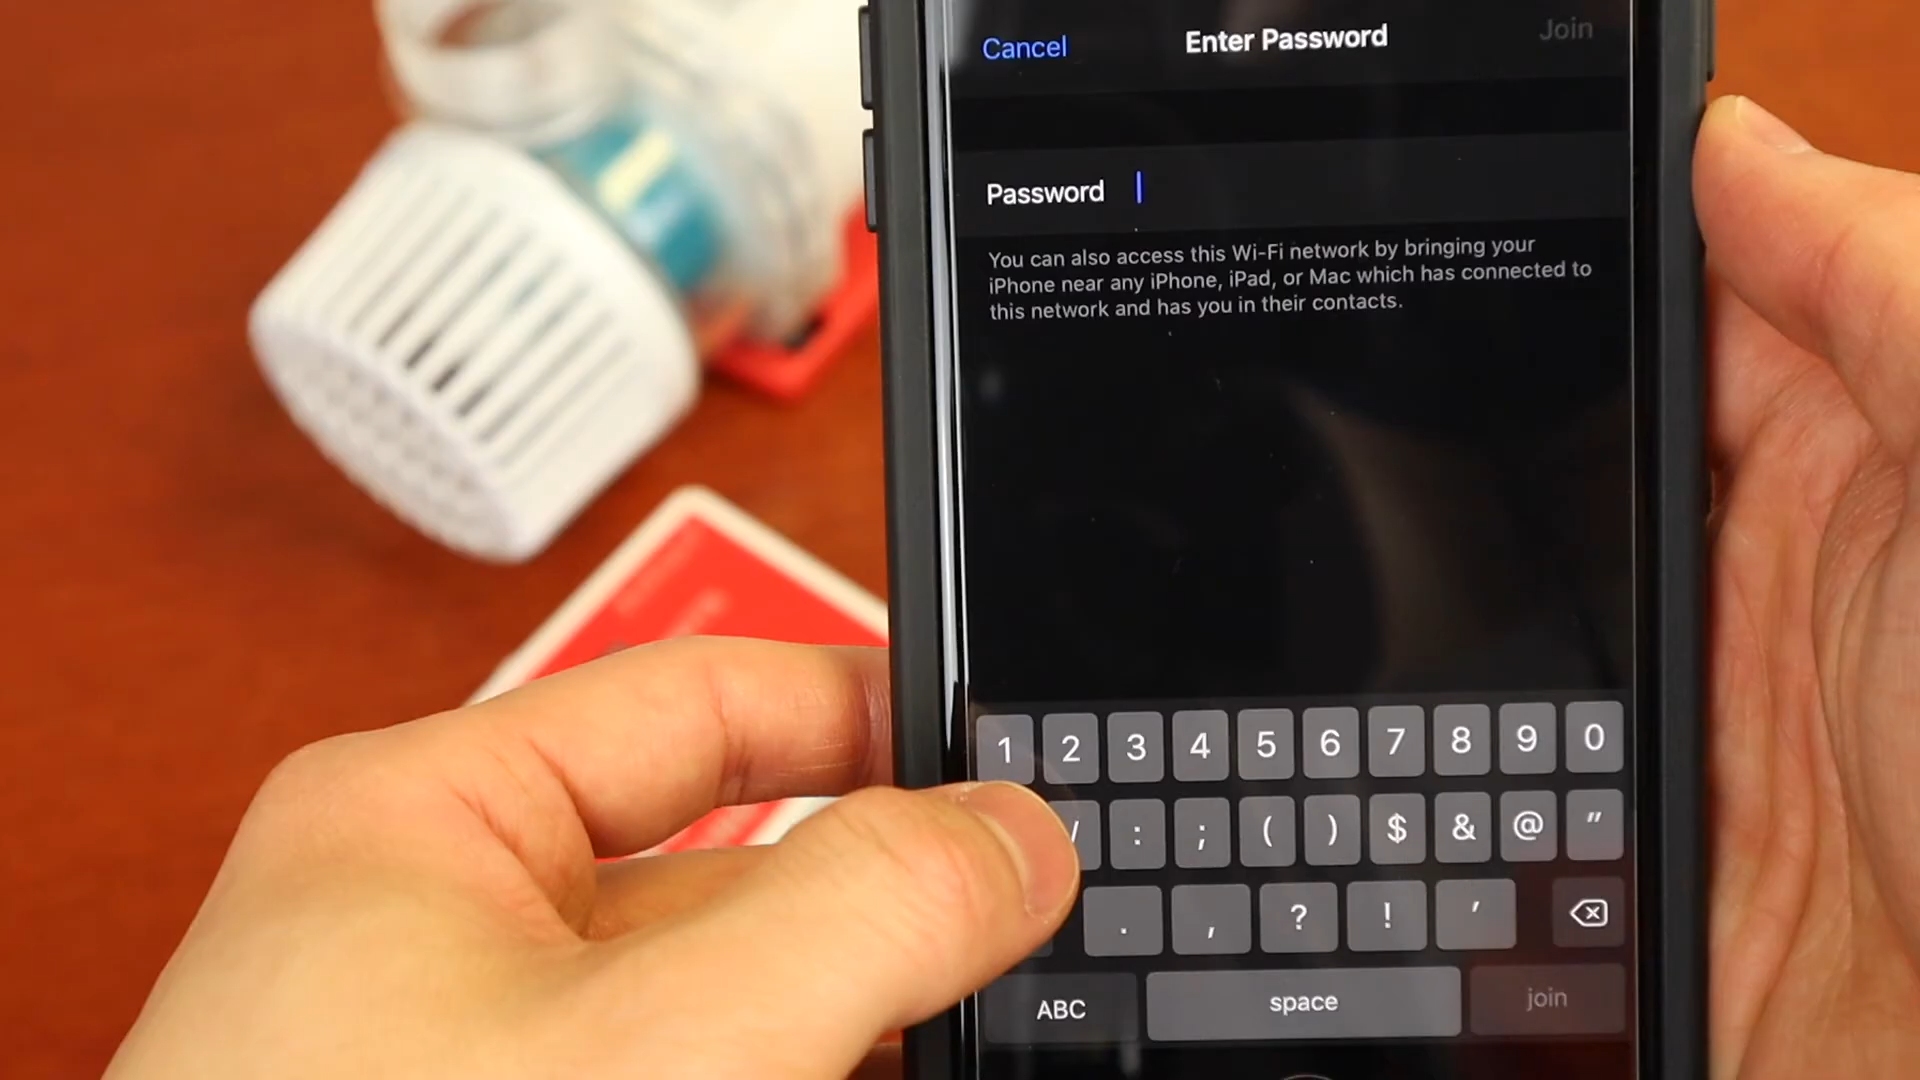 Cancel Enter Password Join
Password
You can also access this Wi-Fi network by bringing your
iPhone near any iPhone, iPad, or Mac which has connected to
this network and has you in their contacts.
1 2 3 4 5 6 7 8 9 0
/ : ; ( ) $ & @ "
. , ? ! '
ABC space join